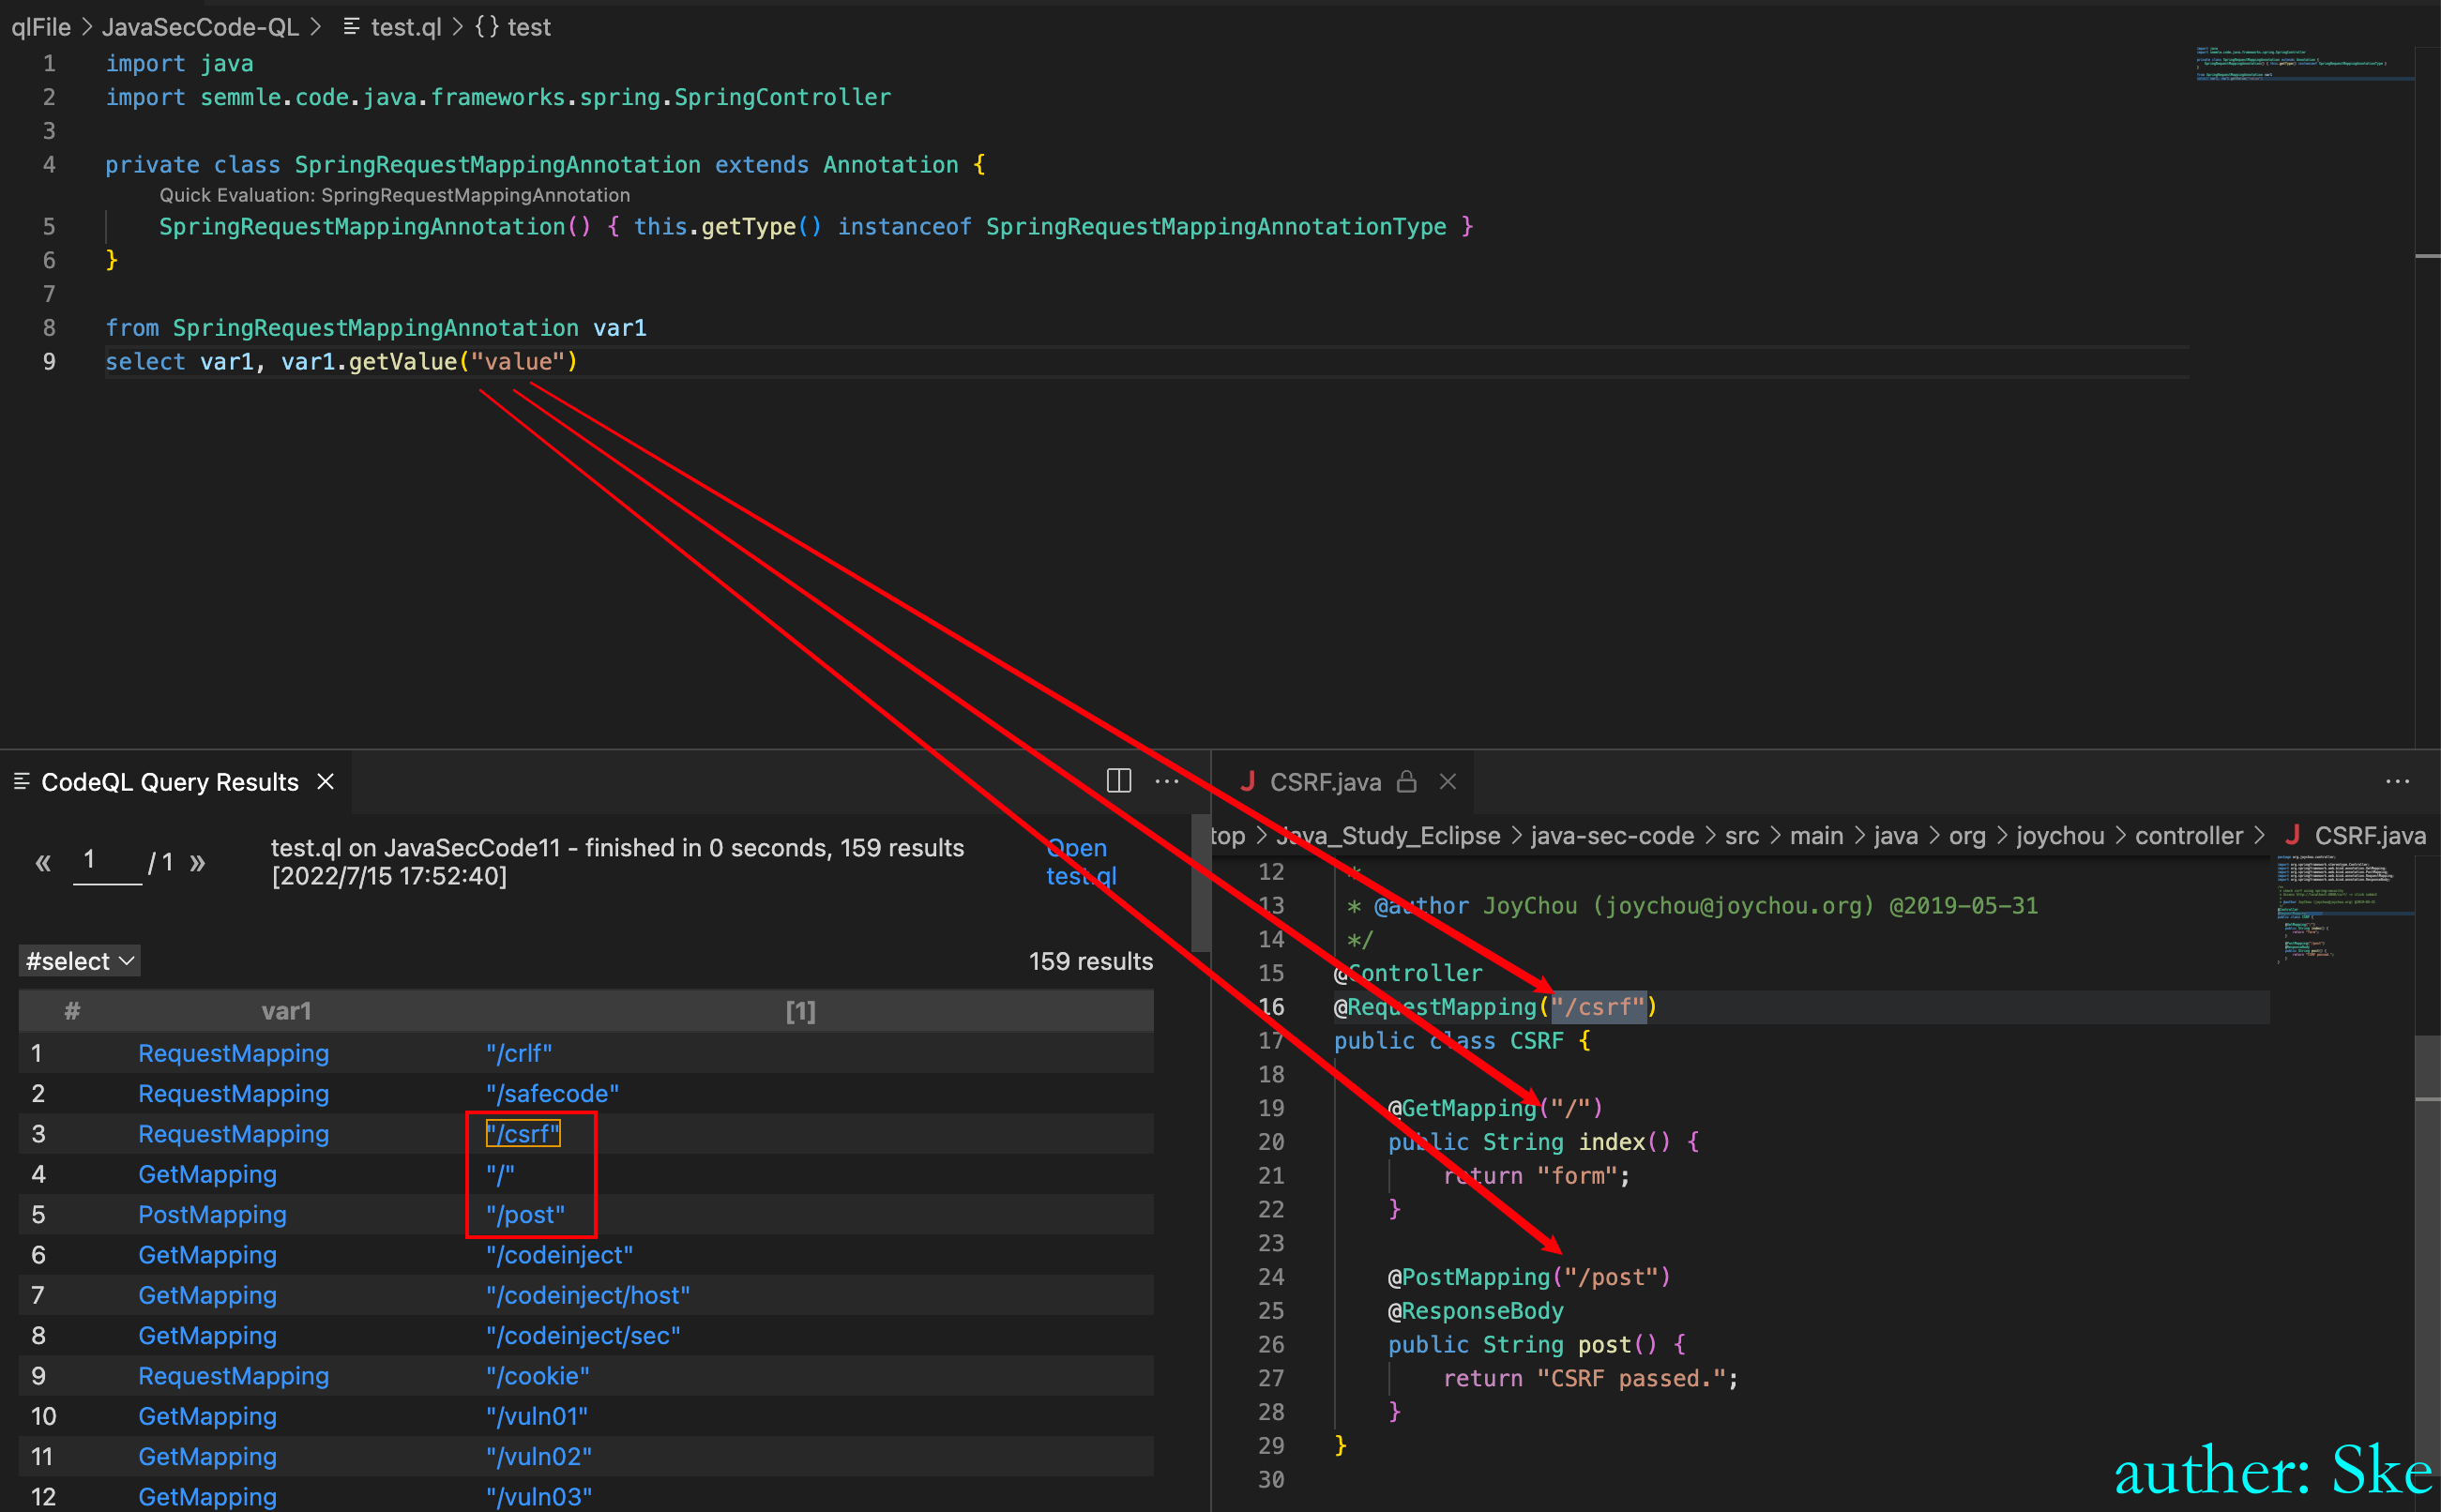 qlFile > JavaSecCode-QL > test.ql > {} test
1 import java
2 import semmle.code.java.frameworks.spring.SpringController
3
4 private class SpringRequestMappingAnnotation extends Annotation {
Quick Evaluation: SpringRequestMappingAnnotation
5 SpringRequestMappingAnnotation() { this.getType() instanceof SpringRequestMappingAnnotationType }
6 }
7
8 from SpringRequestMappingAnnotation var1
9 select var1, var1.getValue("value")
CodeQL Query Results
« 1 / 1 »
test.ql on JavaSecCode11 - finished in 0 seconds, 159 results
[2022/7/15 17:52:40]
Open
test.ql
#select
159 results
# var1 [1]
1 RequestMapping "/crlf"
2 RequestMapping "/safecode"
3 RequestMapping "/csrf"
4 GetMapping "/"
5 PostMapping "/post"
6 GetMapping "/codeinject"
7 GetMapping "/codeinject/host"
8 GetMapping "/codeinject/sec"
9 RequestMapping "/cookie"
10 GetMapping "/vuln01"
11 GetMapping "/vuln02"
12 GetMapping "/vuln03"
J CSRF.java
top > Java_Study_Eclipse > java-sec-code > src > main > java > org > joychou > controller > J CSRF.java
12 *
13 * @author JoyChou (joychou@joychou.org) @2019-05-31
14 */
15 @Controller
16 @RequestMapping("/csrf")
17 public class CSRF {
18
19 @GetMapping("/")
20 public String index() {
21 return "form";
22 }
23
24 @PostMapping("/post")
25 @ResponseBody
26 public String post() {
27 return "CSRF passed.";
28 }
29 }
30
auther: Ske